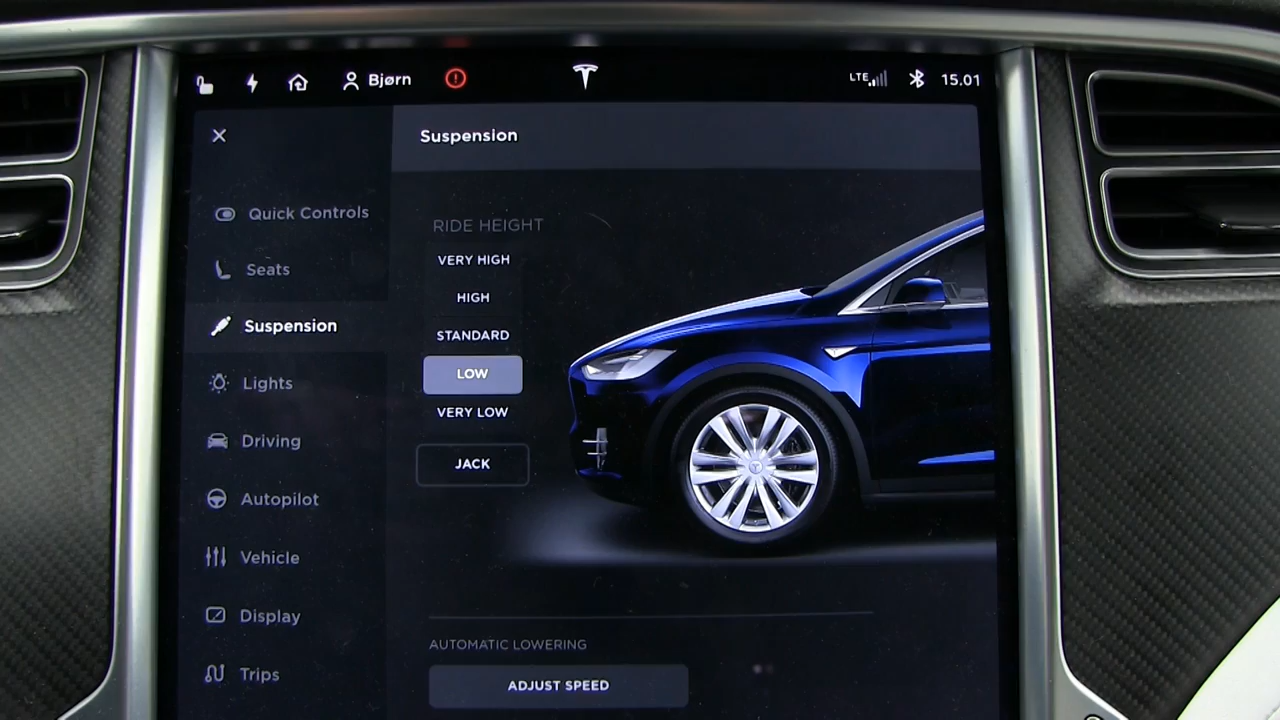 Bjørn
LTE
15.01
Suspension
Quick Controls
Seats
Suspension
Lights
Driving
Autopilot
Vehicle
Display
Trips
RIDE HEIGHT
VERY HIGH
HIGH
STANDARD
LOW
VERY LOW
JACK
AUTOMATIC LOWERING
ADJUST SPEED